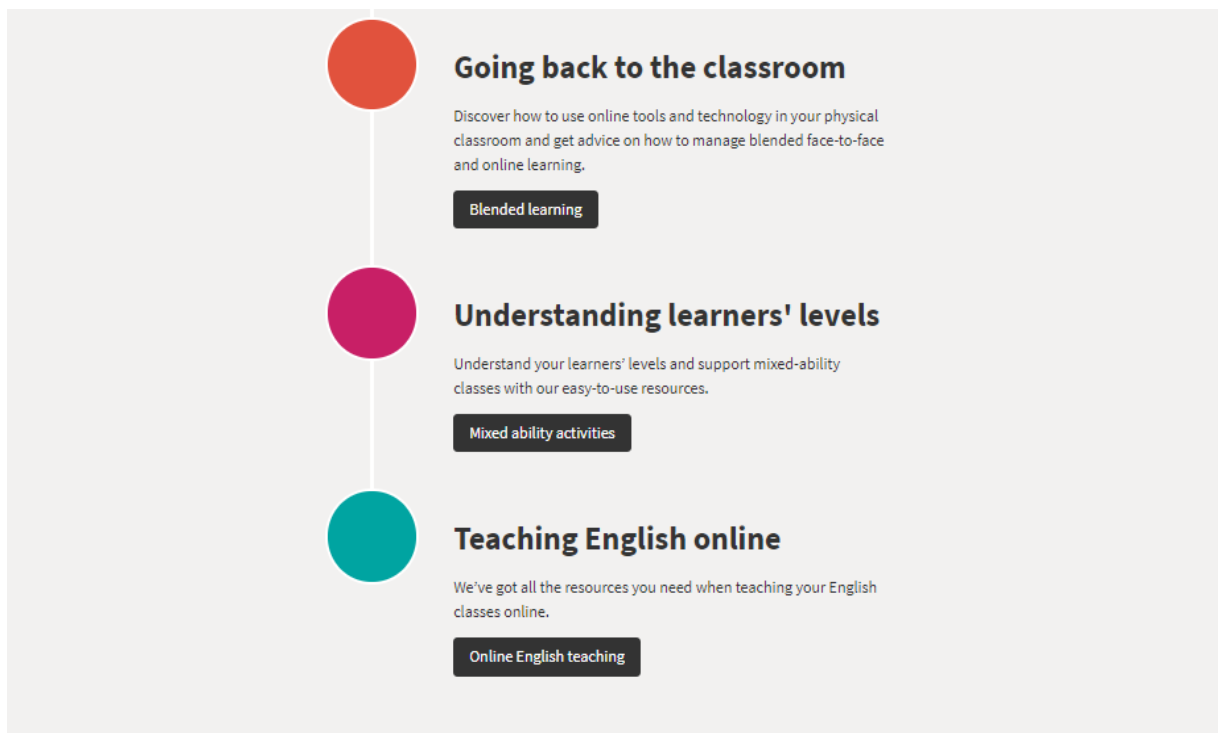 Going back to the classroom
Discover how to use online tools and technology in your physical
classroom and get advice on how to manage blended face-to-face
and online learning.
Blended learning
Understanding learners' levels
Understand your learners’ levels and support mixed-ability
classes with our easy-to-use resources.
Mixed ability activities
Teaching English online
We’ve got all the resources you need when teaching your English
classes online.
Online English teaching